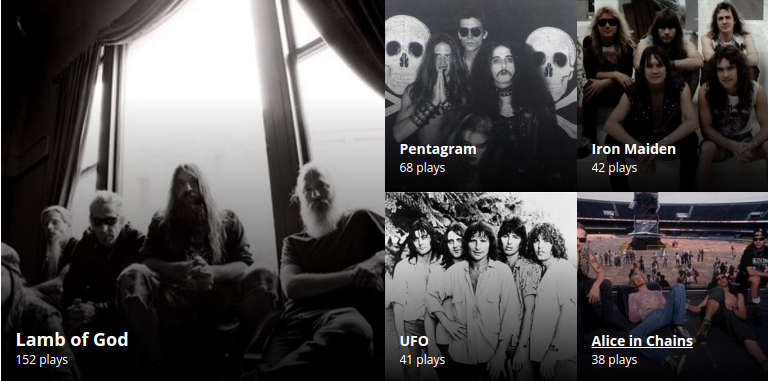 Lamb of God
152 plays
Pentagram
68 plays
Iron Maiden
42 plays
UFO
41 plays
Alice in Chains
38 plays